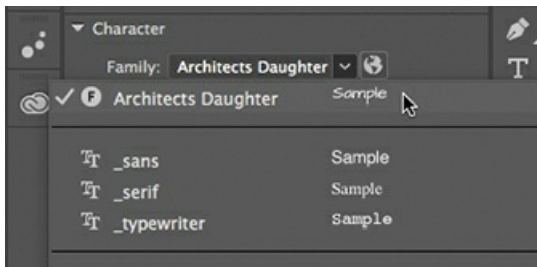 Character
Family: Architects Daughter
Architects Daughter Sample
_sans Sample
_serif Sample
_typewriter Sample